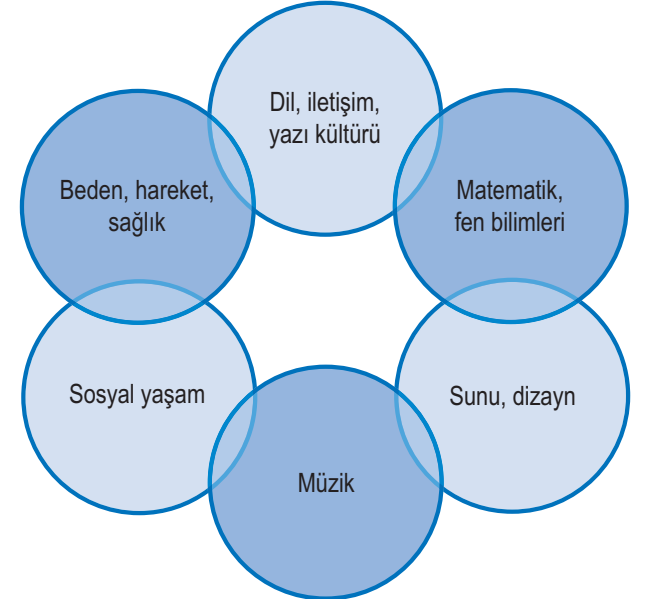 Dil, iletişim,
yazı kültürü
Beden, hareket,
sağlık
Matematik,
fen bilimleri
Sosyal yaşam
Sunu, dizayn
Müzik